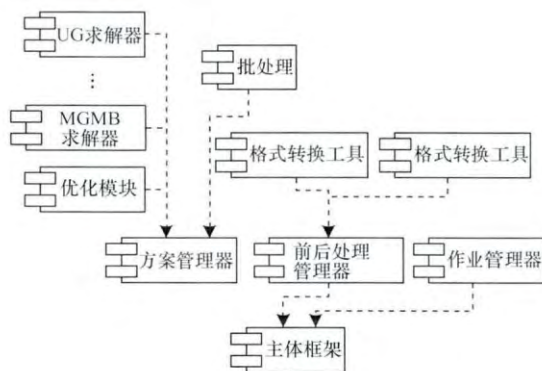 UG求解器
批处理
⋮
MGMB
求解器
格式转换工具
格式转换工具
优化模块
方案管理器
前后处理
管理器
作业管理器
主体框架